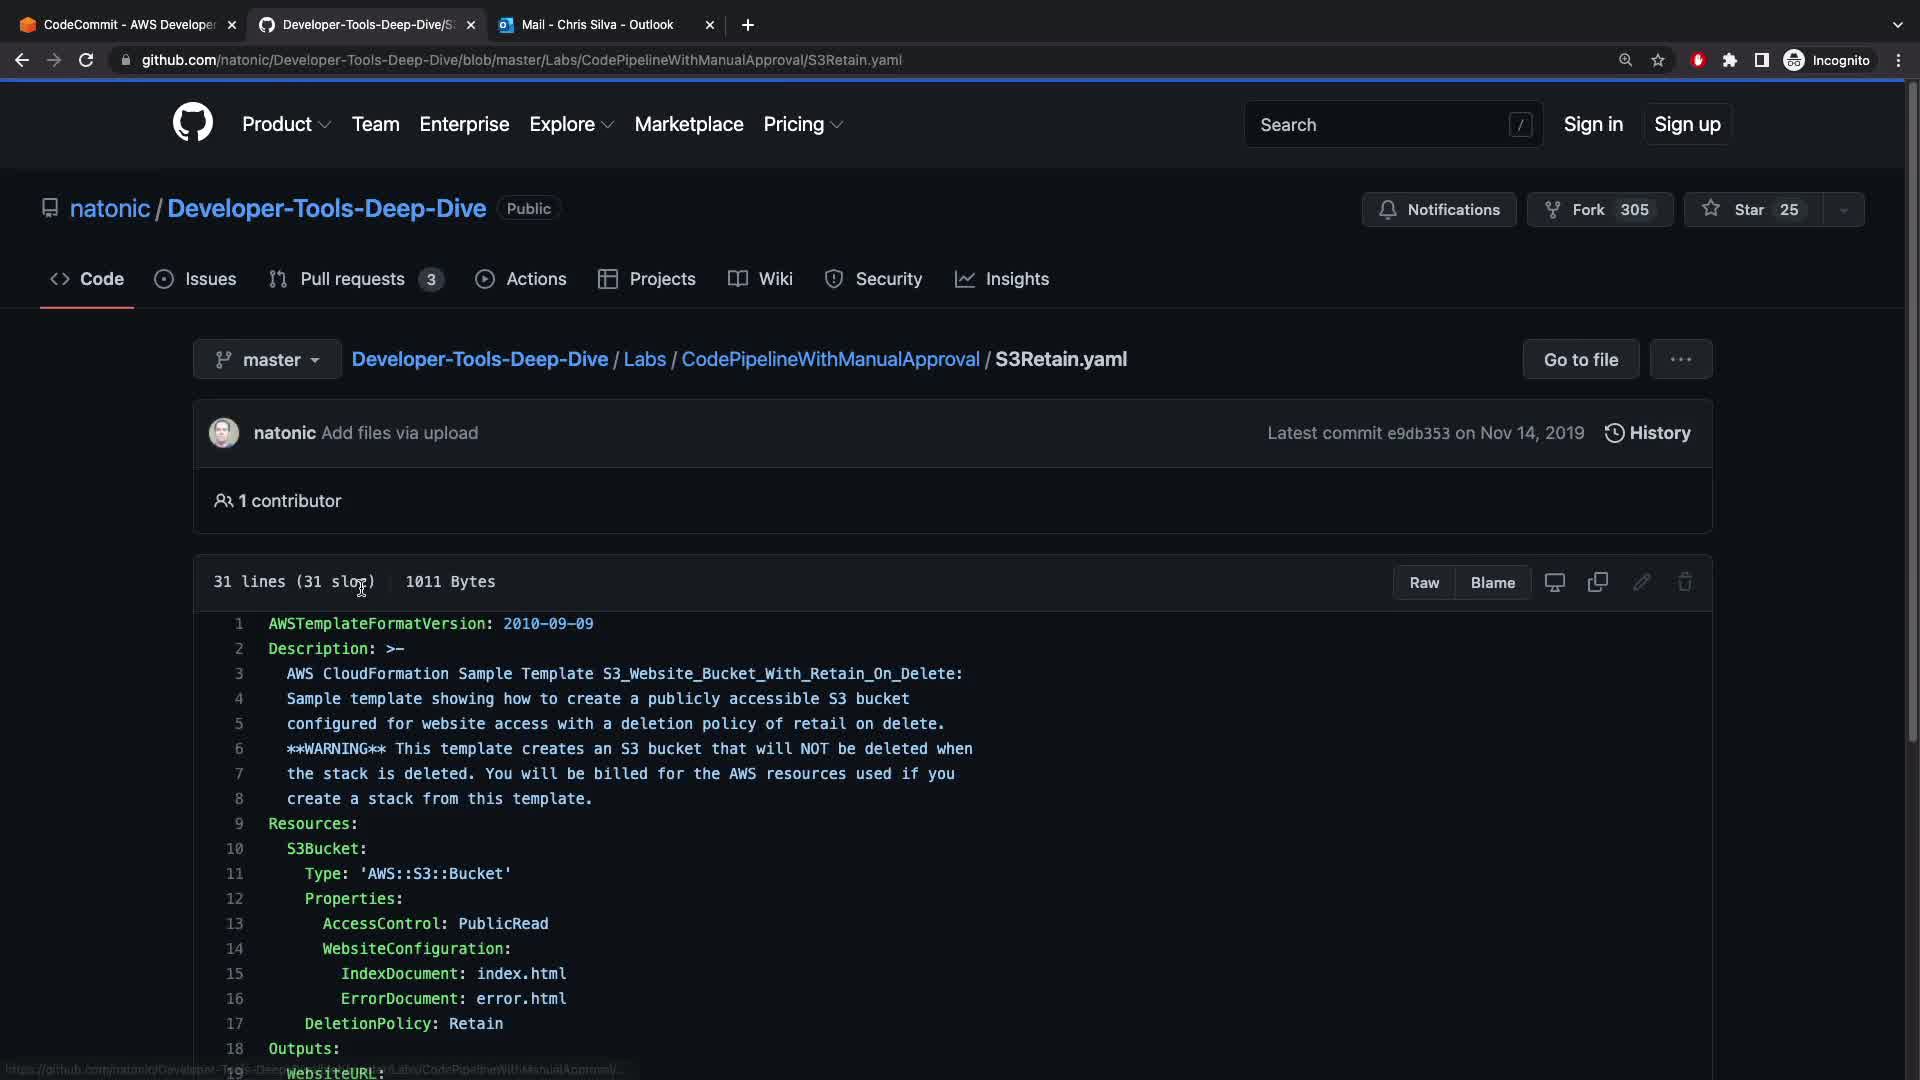 CodeCommit - AWS Developer
Developer-Tools-Deep-Dive/S
Mail - Chris Silva - Outlook
github.com/natonic/Developer-Tools-Deep-Dive/blob/master/Labs/CodePipelineWithManualApproval/S3Retain.yaml
Incognito
Product Team Enterprise Explore Marketplace Pricing
Search /
Sign in Sign up
natonic / Developer-Tools-Deep-Dive Public
Notifications Fork 305 Star 25
Code Issues Pull requests 3 Actions Projects Wiki Security Insights
master Developer-Tools-Deep-Dive / Labs / CodePipelineWithManualApproval / S3Retain.yaml
Go to file ...
natonic Add files via upload
Latest commit e9db353 on Nov 14, 2019 History
1 contributor
31 lines (31 sloc) 1011 Bytes
Raw Blame
1 AWSTemplateFormatVersion: 2010-09-09
2 Description: >-
3 AWS CloudFormation Sample Template S3_Website_Bucket_With_Retain_On_Delete:
4 Sample template showing how to create a publicly accessible S3 bucket
5 configured for website access with a deletion policy of retail on delete.
6 **WARNING** This template creates an S3 bucket that will NOT be deleted when
7 the stack is deleted. You will be billed for the AWS resources used if you
8 create a stack from this template.
9 Resources:
10 S3Bucket:
11 Type: 'AWS::S3::Bucket'
12 Properties:
13 AccessControl: PublicRead
14 WebsiteConfiguration:
15 IndexDocument: index.html
16 ErrorDocument: error.html
17 DeletionPolicy: Retain
18 Outputs:
19 WebsiteURL: